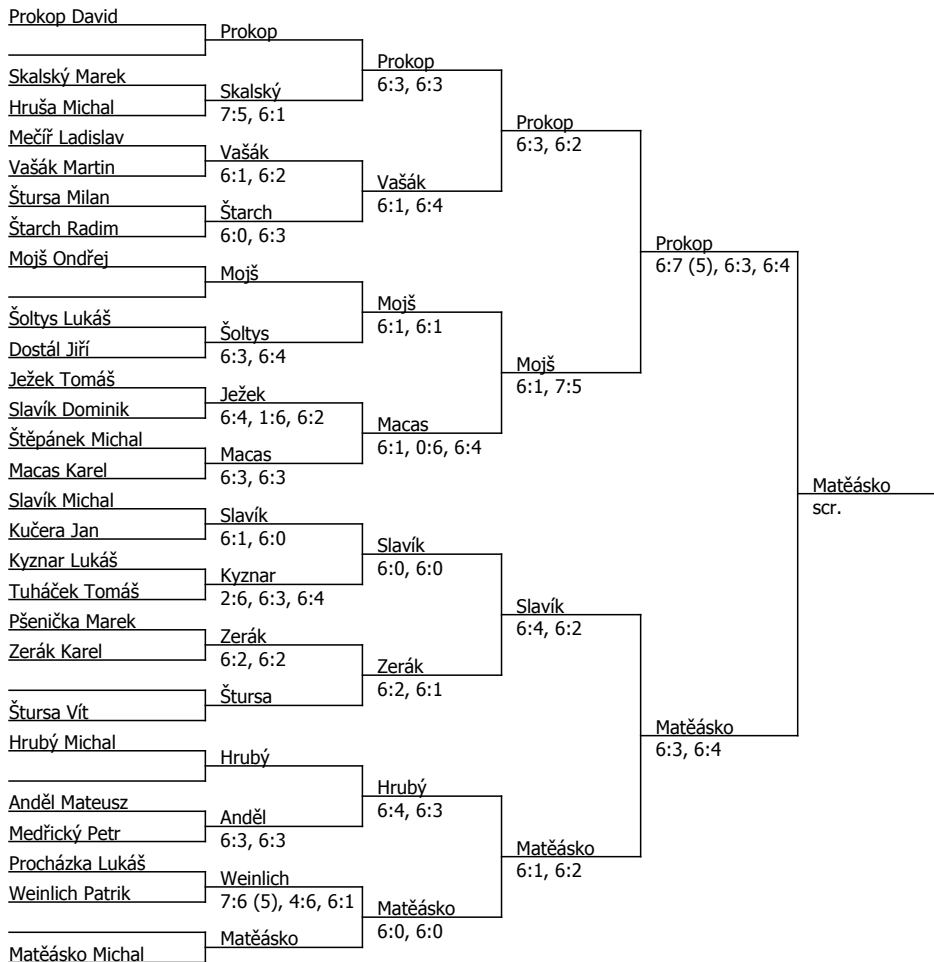 Prokop David
Skalský Marek
Hruša Michal
Mečíř Ladislav
Vašák Martin
Štursa Milan
Štarch Radim
Mojš Ondřej
Šoltys Lukáš
Dostál Jiří
Ježek Tomáš
Slavík Dominik
Štěpánek Michal
Macas Karel
Slavík Michal
Kučera Jan
Kyznar Lukáš
Tuháček Tomáš
Pšenička Marek
Zerák Karel
Štursa Vít
Hrubý Michal
Anděl Mateusz
Medřický Petr
Procházka Lukáš
Weinlich Patrik
Matěásko Michal
Prokop
Skalský
7:5, 6:1
Vašák
6:1, 6:2
Štarch
6:0, 6:3
Mojš
Šoltys
6:3, 6:4
Ježek
6:4, 1:6, 6:2
Macas
6:3, 6:3
Slavík
6:1, 6:0
Kyznar
2:6, 6:3, 6:4
Zerák
6:2, 6:2
Štursa
Hrubý
Anděl
6:3, 6:3
Weinlich
7:6 (5), 4:6, 6:1
Matěásko
Prokop
6:3, 6:3
Vašák
6:1, 6:4
Mojš
6:1, 6:1
Macas
6:1, 0:6, 6:4
Slavík
6:0, 6:0
Zerák
6:2, 6:1
Hrubý
6:4, 6:3
Matěásko
6:0, 6:0
Prokop
6:3, 6:2
Mojš
6:1, 7:5
Slavík
6:4, 6:2
Matěásko
6:1, 6:2
Prokop
6:7 (5), 6:3, 6:4
Matěásko
6:3, 6:4
Matěásko
scr.